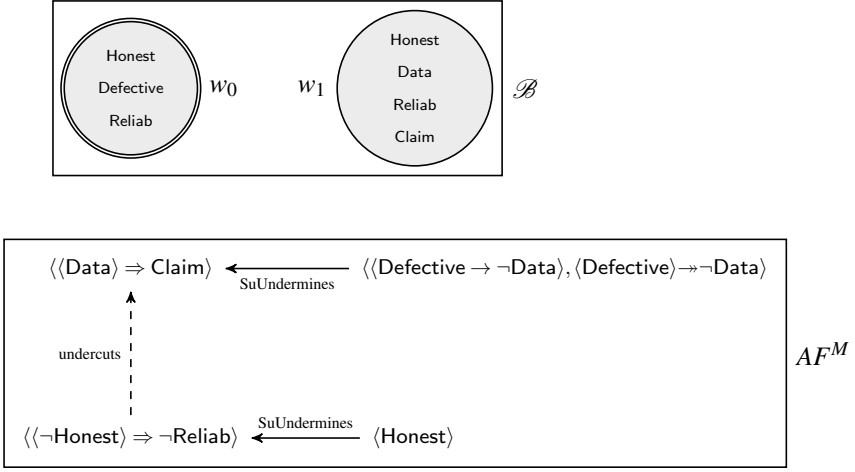 Honest
Defective
Reliab
w₀
w₁
Honest
Data
Reliab
Claim
ℬ
⟨⟨Data⟩ ⇒ Claim⟩
SuUndermines
⟨⟨Defective → ¬Data⟩, ⟨Defective⟩ ↠ ¬Data⟩
undercuts
AF^M
⟨⟨¬Honest⟩ ⇒ ¬Reliab⟩
SuUndermines
⟨Honest⟩